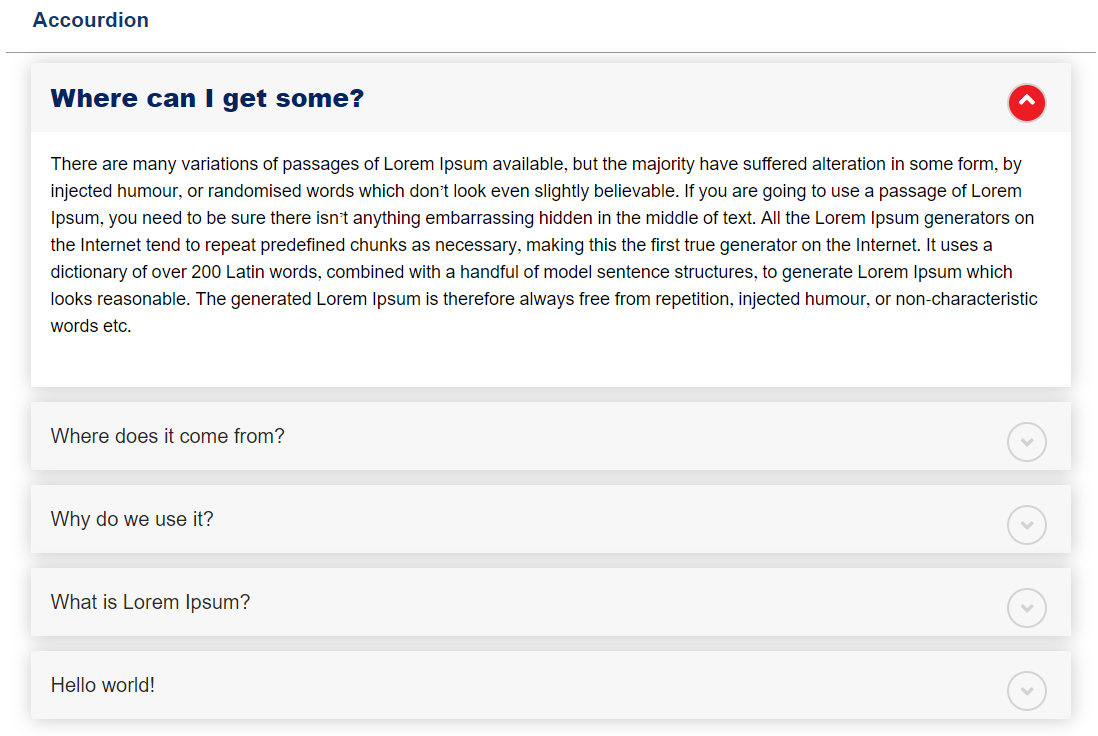 Accourdion
Where can I get some?
There are many variations of passages of Lorem Ipsum available, but the majority have suffered alteration in some form, by
injected humour, or randomised words which don’t look even slightly believable. If you are going to use a passage of Lorem
Ipsum, you need to be sure there isn’t anything embarrassing hidden in the middle of text. All the Lorem Ipsum generators on
the Internet tend to repeat predefined chunks as necessary, making this the first true generator on the Internet. It uses a
dictionary of over 200 Latin words, combined with a handful of model sentence structures, to generate Lorem Ipsum which
looks reasonable. The generated Lorem Ipsum is therefore always free from repetition, injected humour, or non-characteristic
words etc.
Where does it come from?
Why do we use it?
What is Lorem Ipsum?
Hello world!